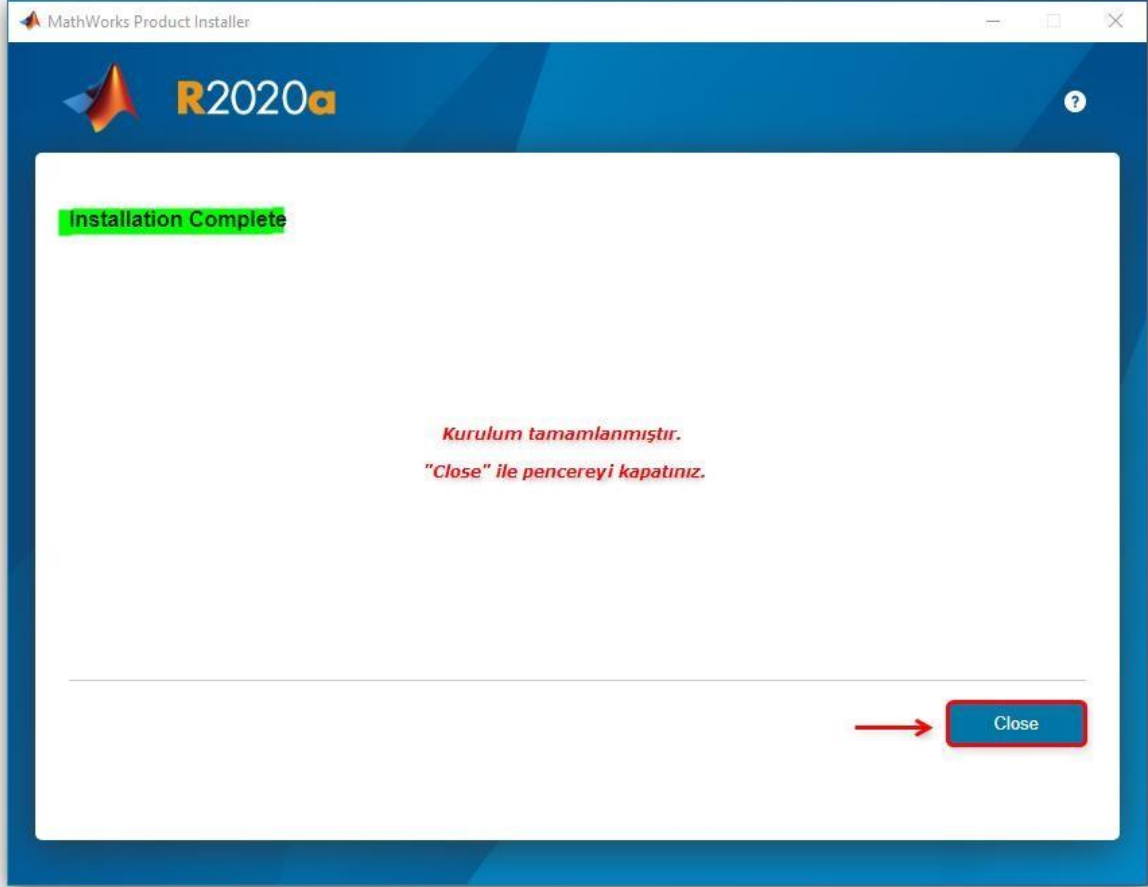 MathWorks Product Installer
R2020a
?
Installation Complete
Kurulum tamamlanmıştır.
"Close" ile pencereyi kapatınız.
Close